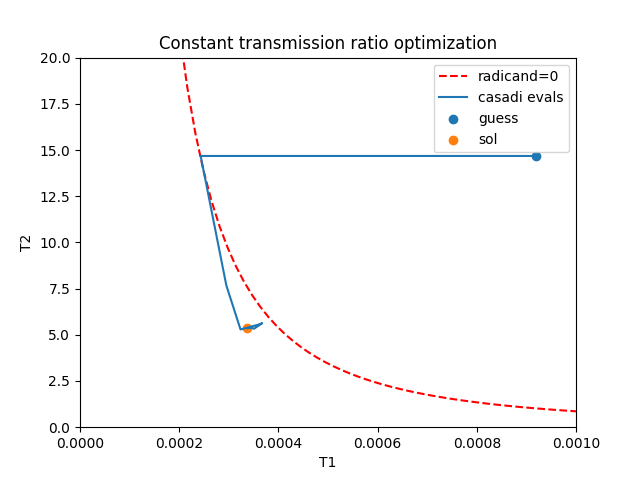 Constant transmission ratio optimization
20.0
17.5
15.0
12.5
10.0
7.5
5.0
2.5
0.0
T2
radicand=0
casadi evals
guess
sol
0.0000
0.0002
0.0004
0.0006
0.0008
0.0010
T1